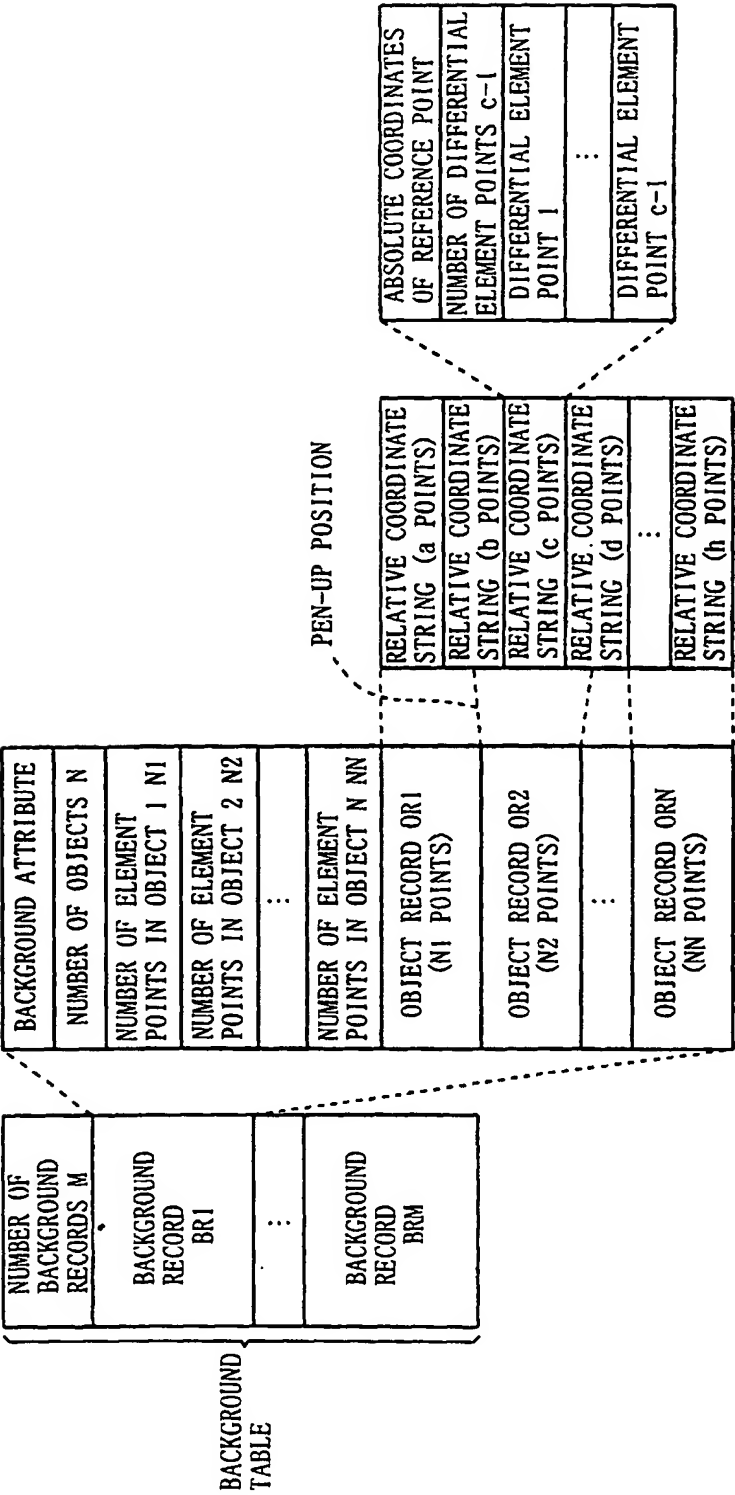 BACKGROUND
TABLE
NUMBER OF
BACKGROUND
RECORDS M
BACKGROUND
RECORD
BR1
...
BACKGROUND
RECORD
BRM
BACKGROUND ATTRIBUTE
NUMBER OF OBJECTS N
NUMBER OF ELEMENT
POINTS IN OBJECT 1 N1
NUMBER OF ELEMENT
POINTS IN OBJECT 2 N2
...
NUMBER OF ELEMENT
POINTS IN OBJECT N NN
OBJECT RECORD OR1
(N1 POINTS)
OBJECT RECORD OR2
(N2 POINTS)
...
OBJECT RECORD ORN
(NN POINTS)
PEN-UP POSITION
RELATIVE COORDINATE
STRING (a POINTS)
RELATIVE COORDINATE
STRING (b POINTS)
RELATIVE COORDINATE
STRING (c POINTS)
RELATIVE COORDINATE
STRING (d POINTS)
...
RELATIVE COORDINATE
STRING (h POINTS)
ABSOLUTE COORDINATES
OF REFERENCE POINT
NUMBER OF DIFFERENTIAL
ELEMENT POINTS c-1
DIFFERENTIAL ELEMENT
POINT 1
...
DIFFERENTIAL ELEMENT
POINT c-1